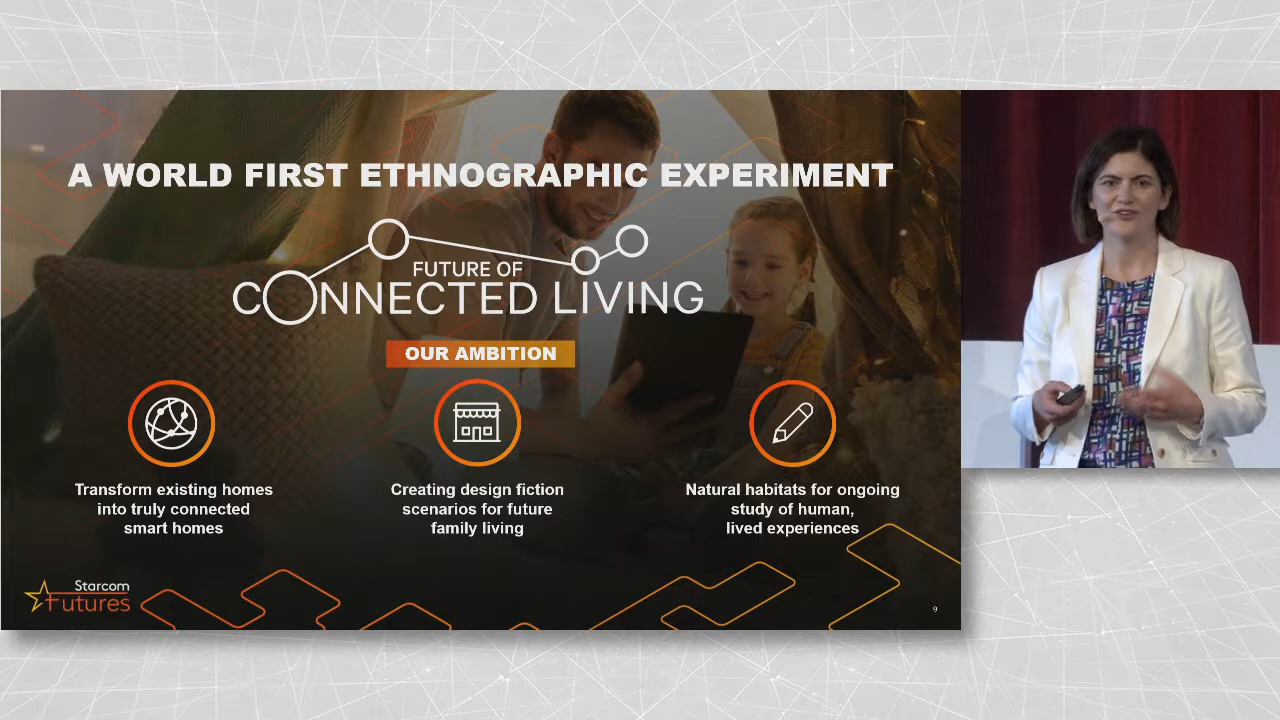 A WORLD FIRST ETHNOGRAPHIC EXPERIMENT
FUTURE OF
CONNECTED LIVING
OUR AMBITION
Transform existing homes
into truly connected
smart homes
Creating design fiction
scenarios for future
family living
Natural habitats for ongoing
study of human,
lived experiences
Starcom
Futures
9